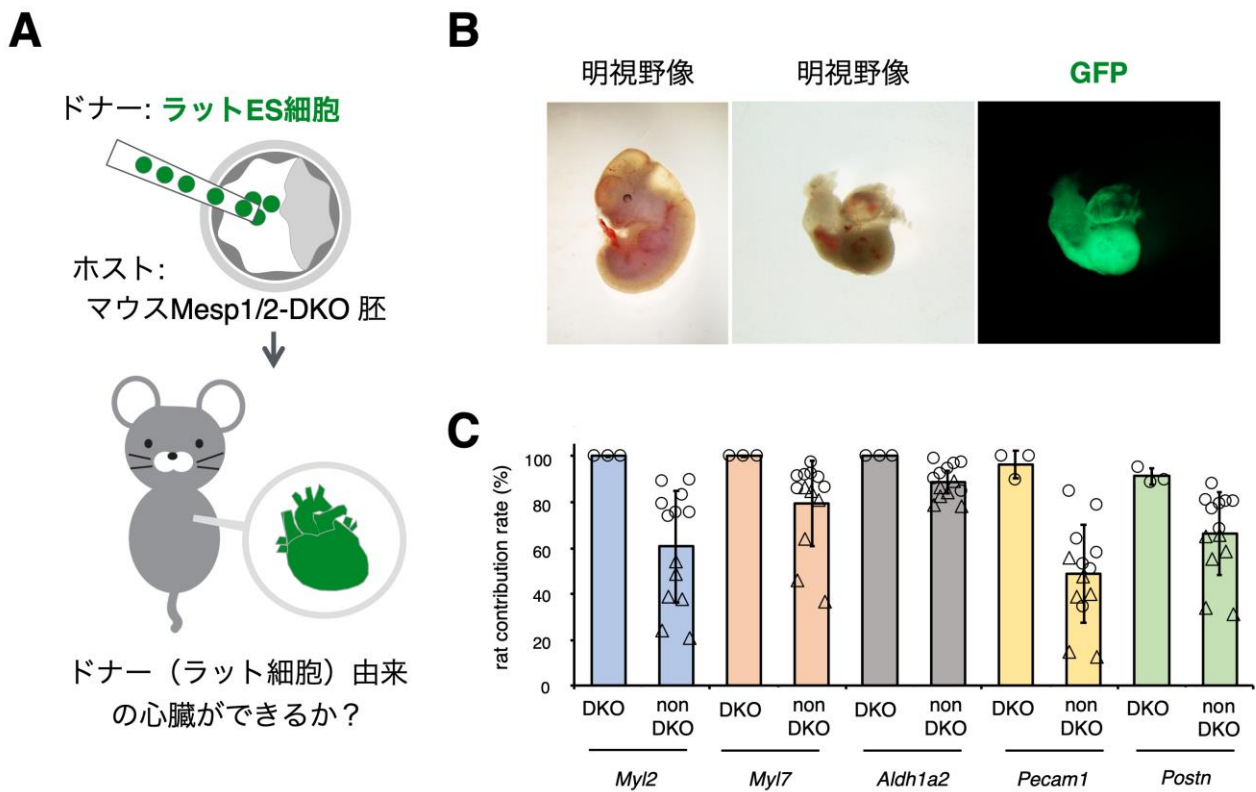 A
ドナー: ラットES細胞
ホスト:
マウスMesp1/2-DKO 胚
ドナー（ラット細胞）由来
の心臓ができるか？
B
明視野像
明視野像
GFP
C
rat contribution rate (%)
100
80
60
40
20
0
DKO
non
DKO
DKO
non
DKO
DKO
non
DKO
DKO
non
DKO
DKO
non
DKO
Myl2
Myl7
Aldh1a2
Pecam1
Postn